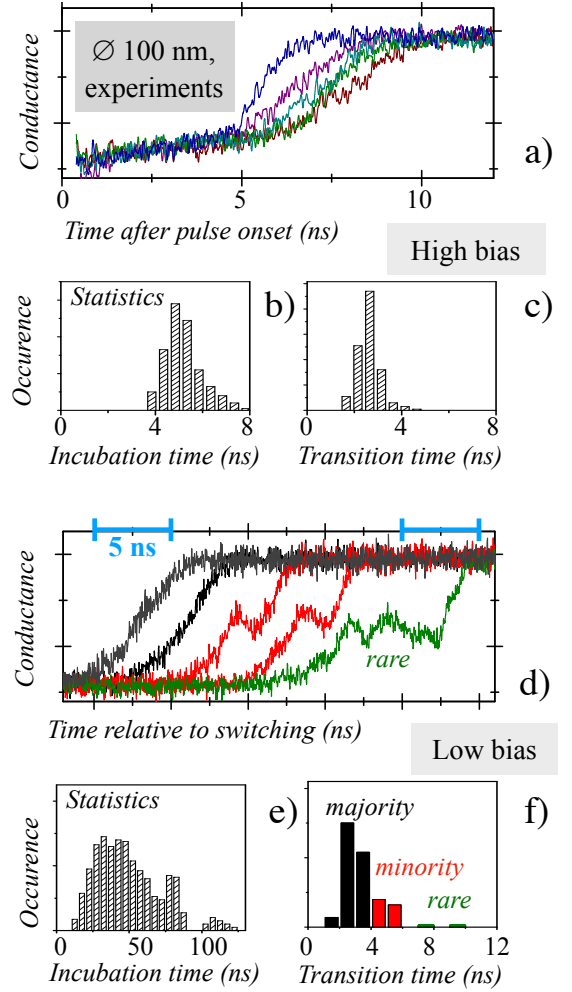 Conductance
Ø 100 nm,
experiments
a)
0
5
10
Time after pulse onset (ns)
High bias
Occurence
Statistics
b)
c)
0
4
8
0
4
8
Incubation time (ns)
Transition time (ns)
5 ns
Conductance
rare
d)
Time relative to switching (ns)
Low bias
Occurence
Statistics
e)
majority
f)
minority
rare
0
50
100
0
4
8
12
Incubation time (ns)
Transition time (ns)